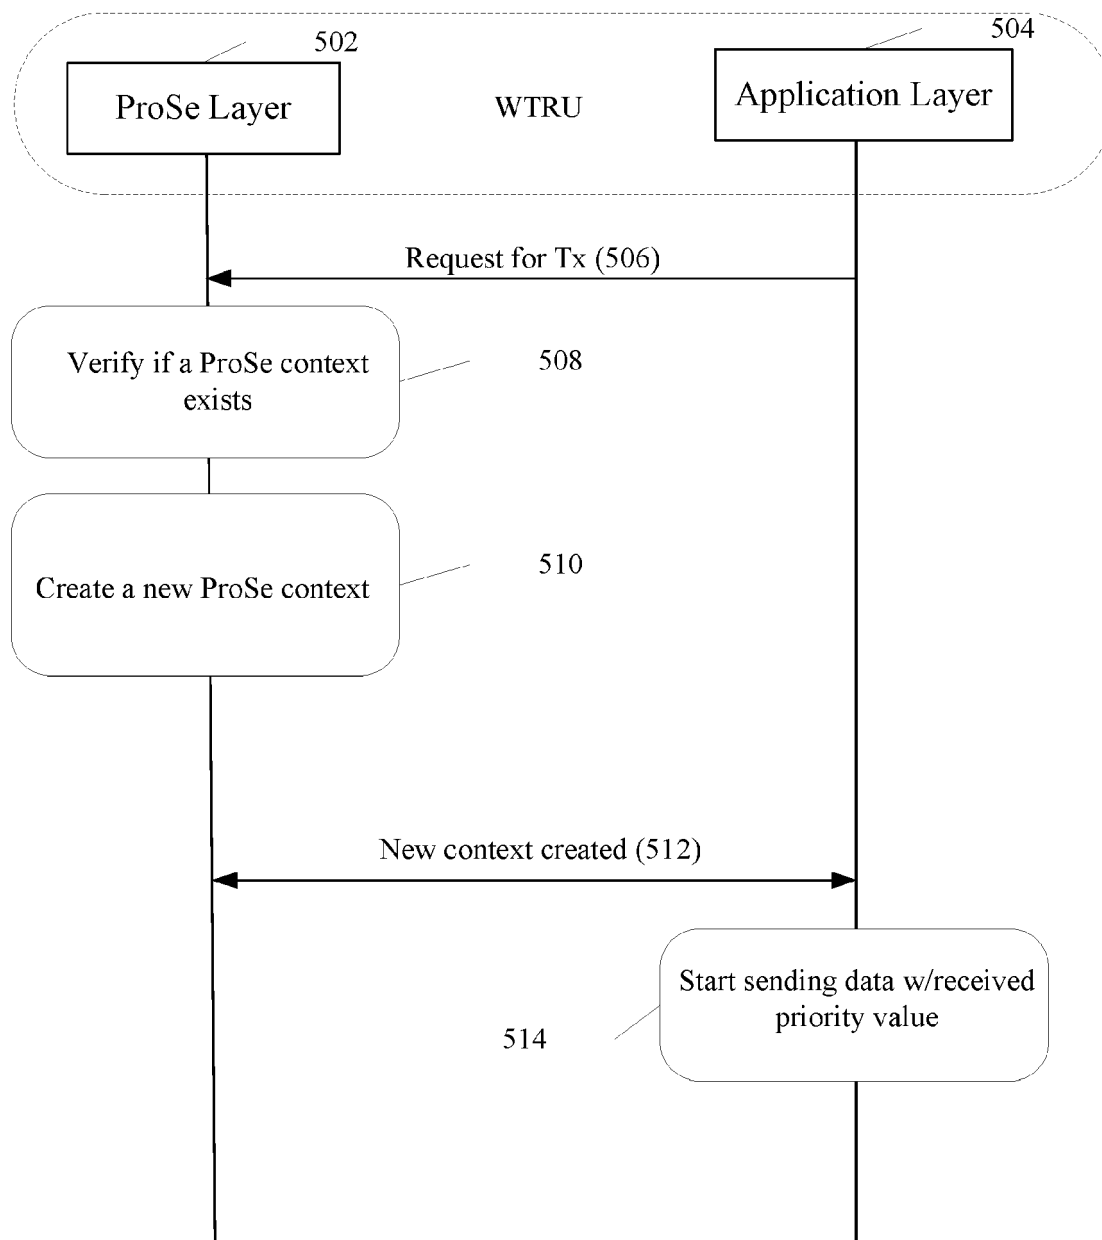 502
504
ProSe Layer
WTRU
Application Layer
Request for Tx (506)
Verify if a ProSe context
exists
508
Create a new ProSe context
510
New context created (512)
Start sending data w/received
priority value
514